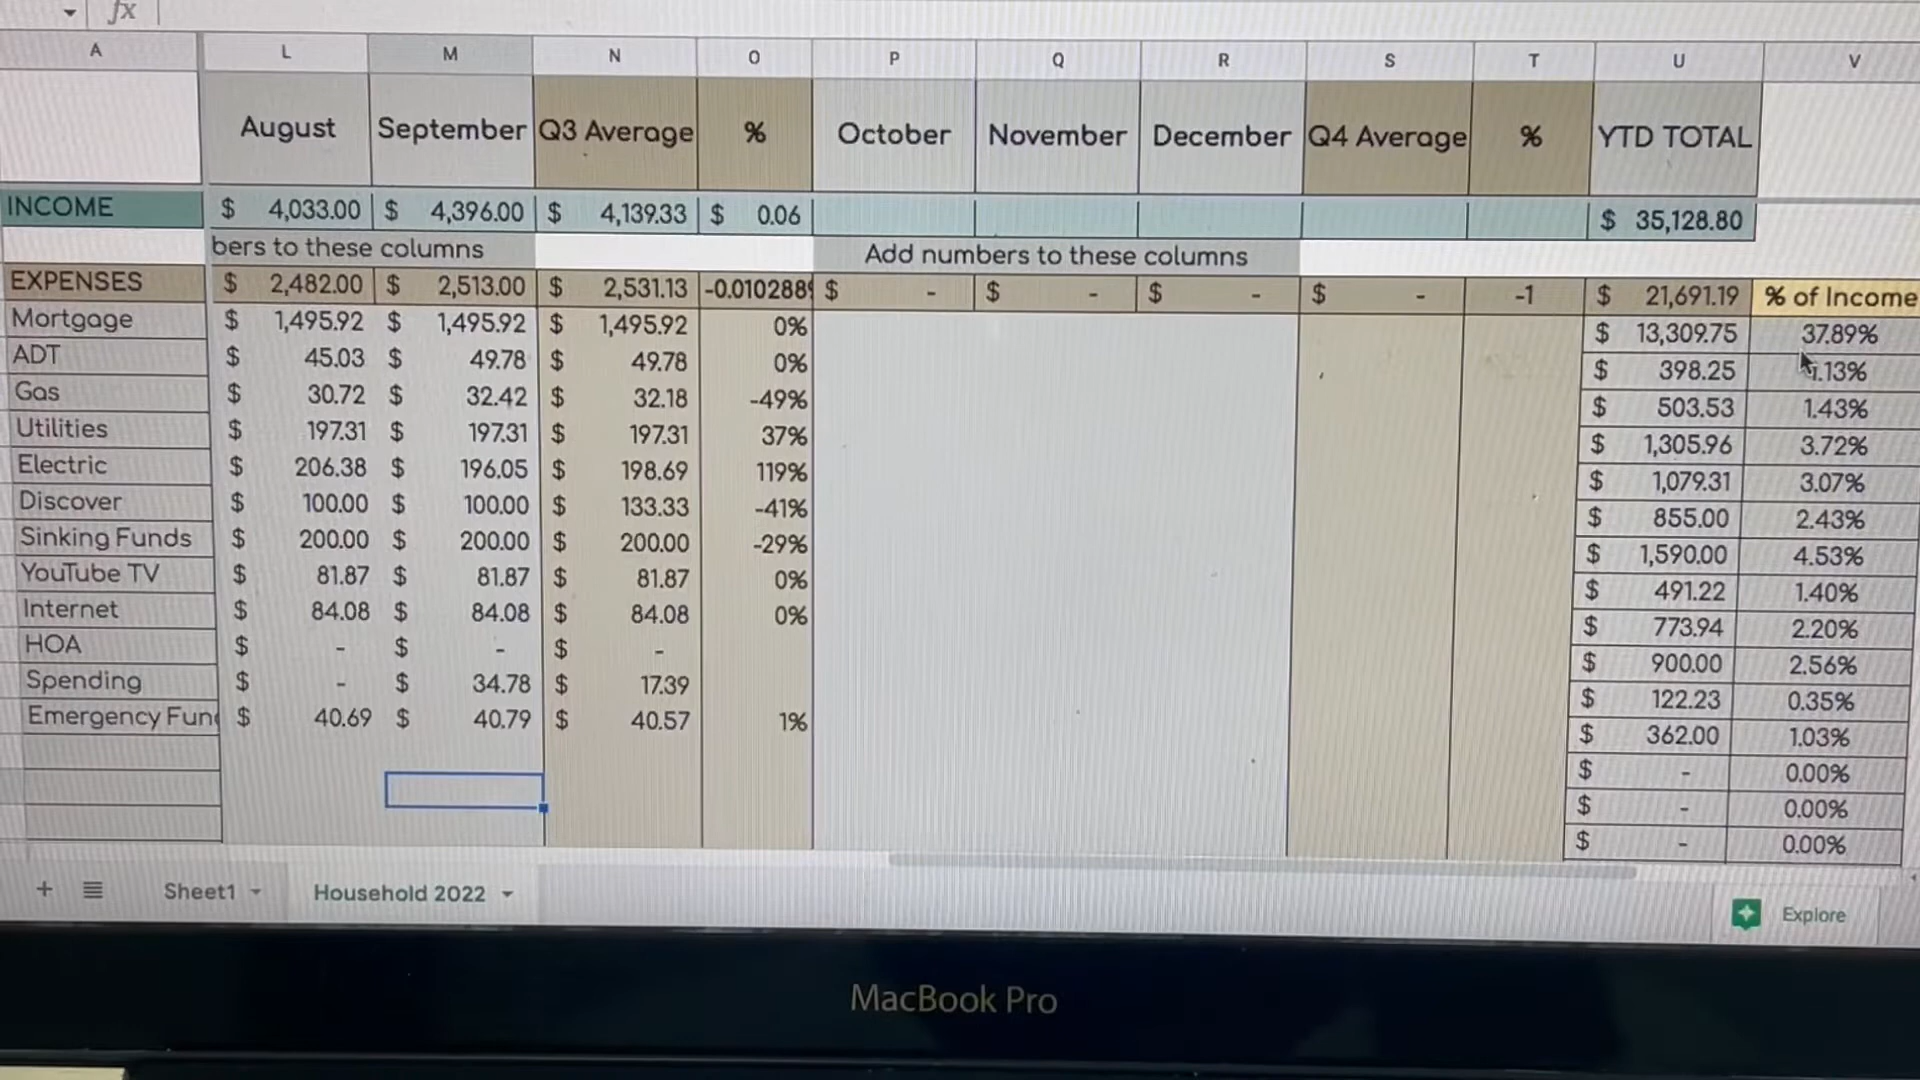 fx
A L M N O P Q R S T U V
August September Q3 Average % October November December Q4 Average % YTD TOTAL
INCOME $ 4,033.00 $ 4,396.00 $ 4,139.33 $ 0.06 $ 35,128.80
bers to these columns Add numbers to these columns
EXPENSES $ 2,482.00 $ 2,513.00 $ 2,531.13 -0.010288 $ - $ - $ - $ - -1 $ 21,691.19 % of Income
Mortgage $ 1,495.92 $ 1,495.92 $ 1,495.92 0% $ 13,309.75 37.89%
ADT $ 45.03 $ 49.78 $ 49.78 0% $ 398.25 1.13%
Gas $ 30.72 $ 32.42 $ 32.18 -49% $ 503.53 1.43%
Utilities $ 197.31 $ 197.31 $ 197.31 37% $ 1,305.96 3.72%
Electric $ 206.38 $ 196.05 $ 198.69 119% $ 1,079.31 3.07%
Discover $ 100.00 $ 100.00 $ 133.33 -41% $ 855.00 2.43%
Sinking Funds $ 200.00 $ 200.00 $ 200.00 -29% $ 1,590.00 4.53%
YouTube TV $ 81.87 $ 81.87 $ 81.87 0% $ 491.22 1.40%
Internet $ 84.08 $ 84.08 $ 84.08 0% $ 773.94 2.20%
HOA $ - $ - $ - $ 900.00 2.56%
Spending $ - $ 34.78 $ 17.39 $ 122.23 0.35%
Emergency Fun $ 40.69 $ 40.79 $ 40.57 1% $ 362.00 1.03%
$ - 0.00%
$ - 0.00%
$ - 0.00%
+ Sheet1 Household 2022 Explore
MacBook Pro